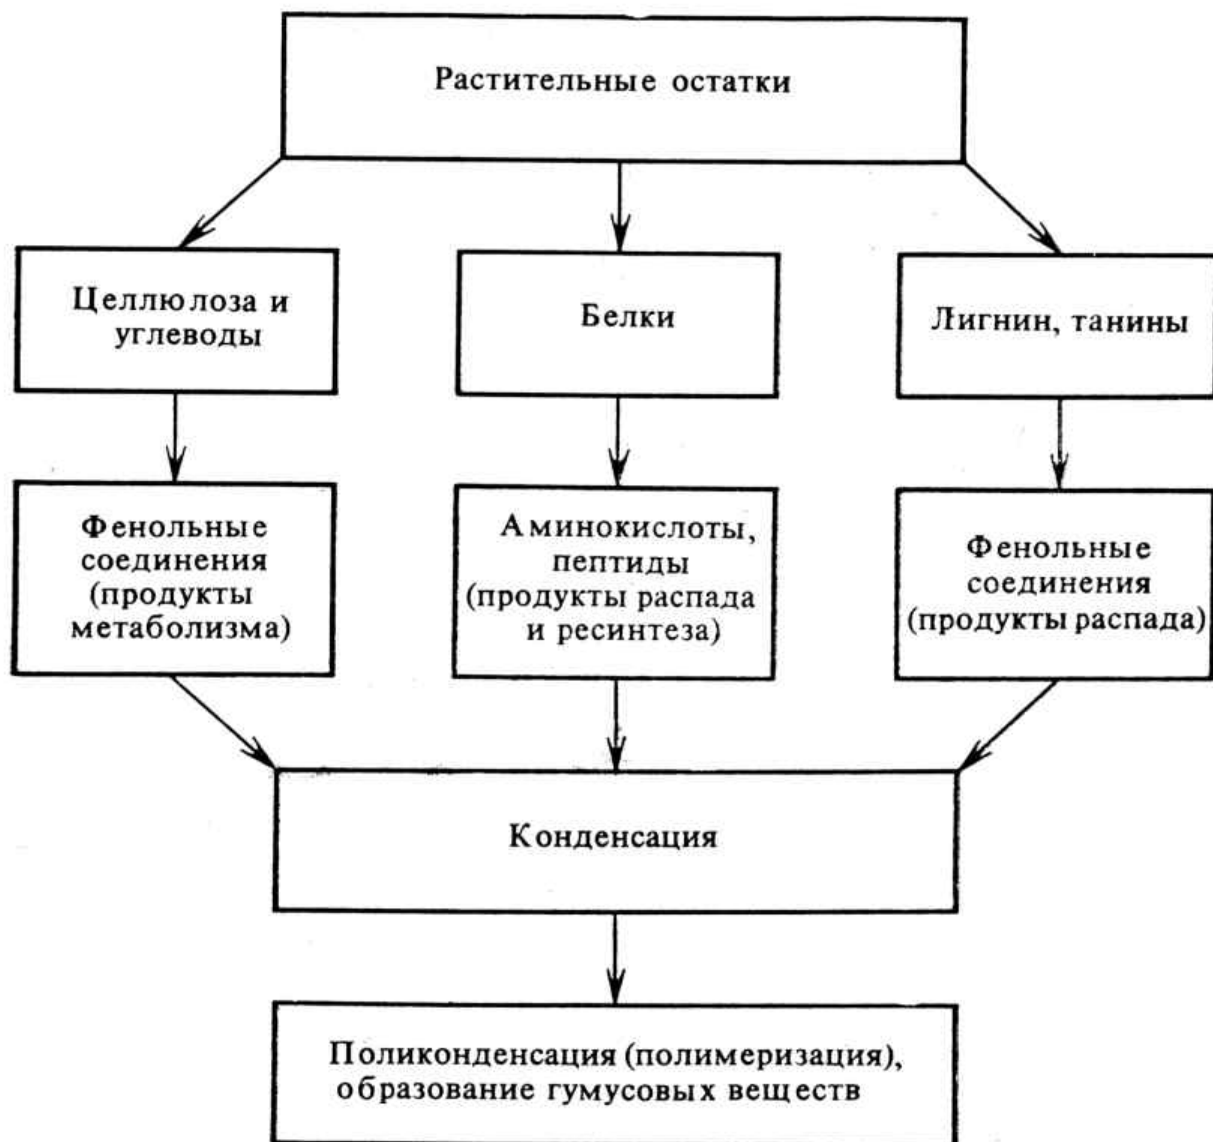 Растительные остатки
Целлюлоза и
углеводы
Белки
Лигнин, танины
Фенольные
соединения
(продукты
метаболизма)
Аминокислоты,
пептиды
(продукты распада
и ресинтеза)
Фенольные
соединения
(продукты распада)
Конденсация
Поликонденсация (полимеризация),
образование гумусовых веществ